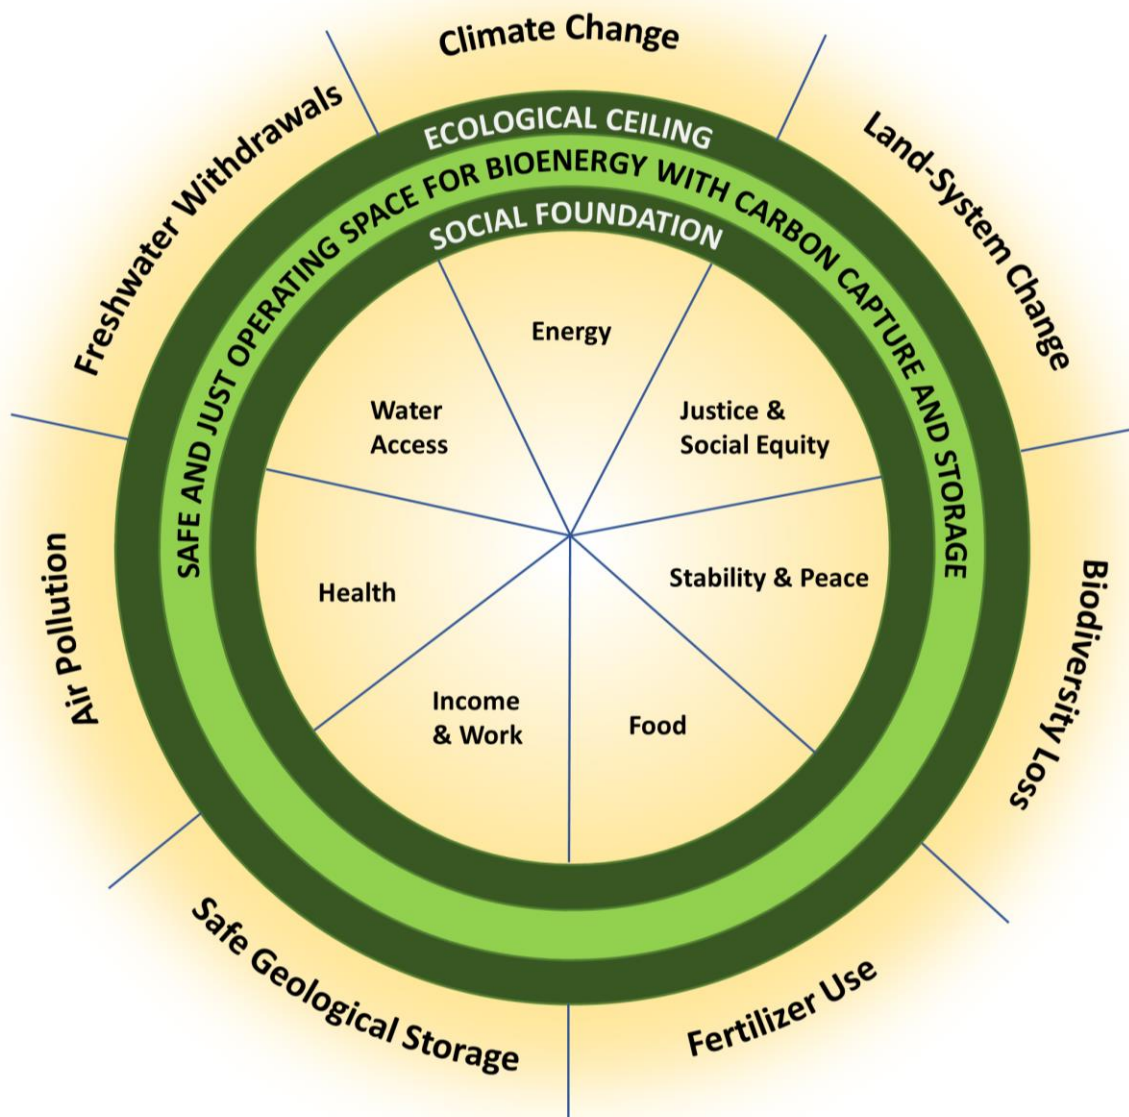 Climate Change
Land-System Change
Biodiversity Loss
Fertilizer Use
Safe Geological Storage
Air Pollution
Freshwater Withdrawals
ECOLOGICAL CEILING
SAFE AND JUST OPERATING SPACE FOR BIOENERGY WITH CARBON CAPTURE AND STORAGE
SOCIAL FOUNDATION
Energy
Justice &
Social Equity
Stability & Peace
Food
Income
& Work
Health
Water
Access